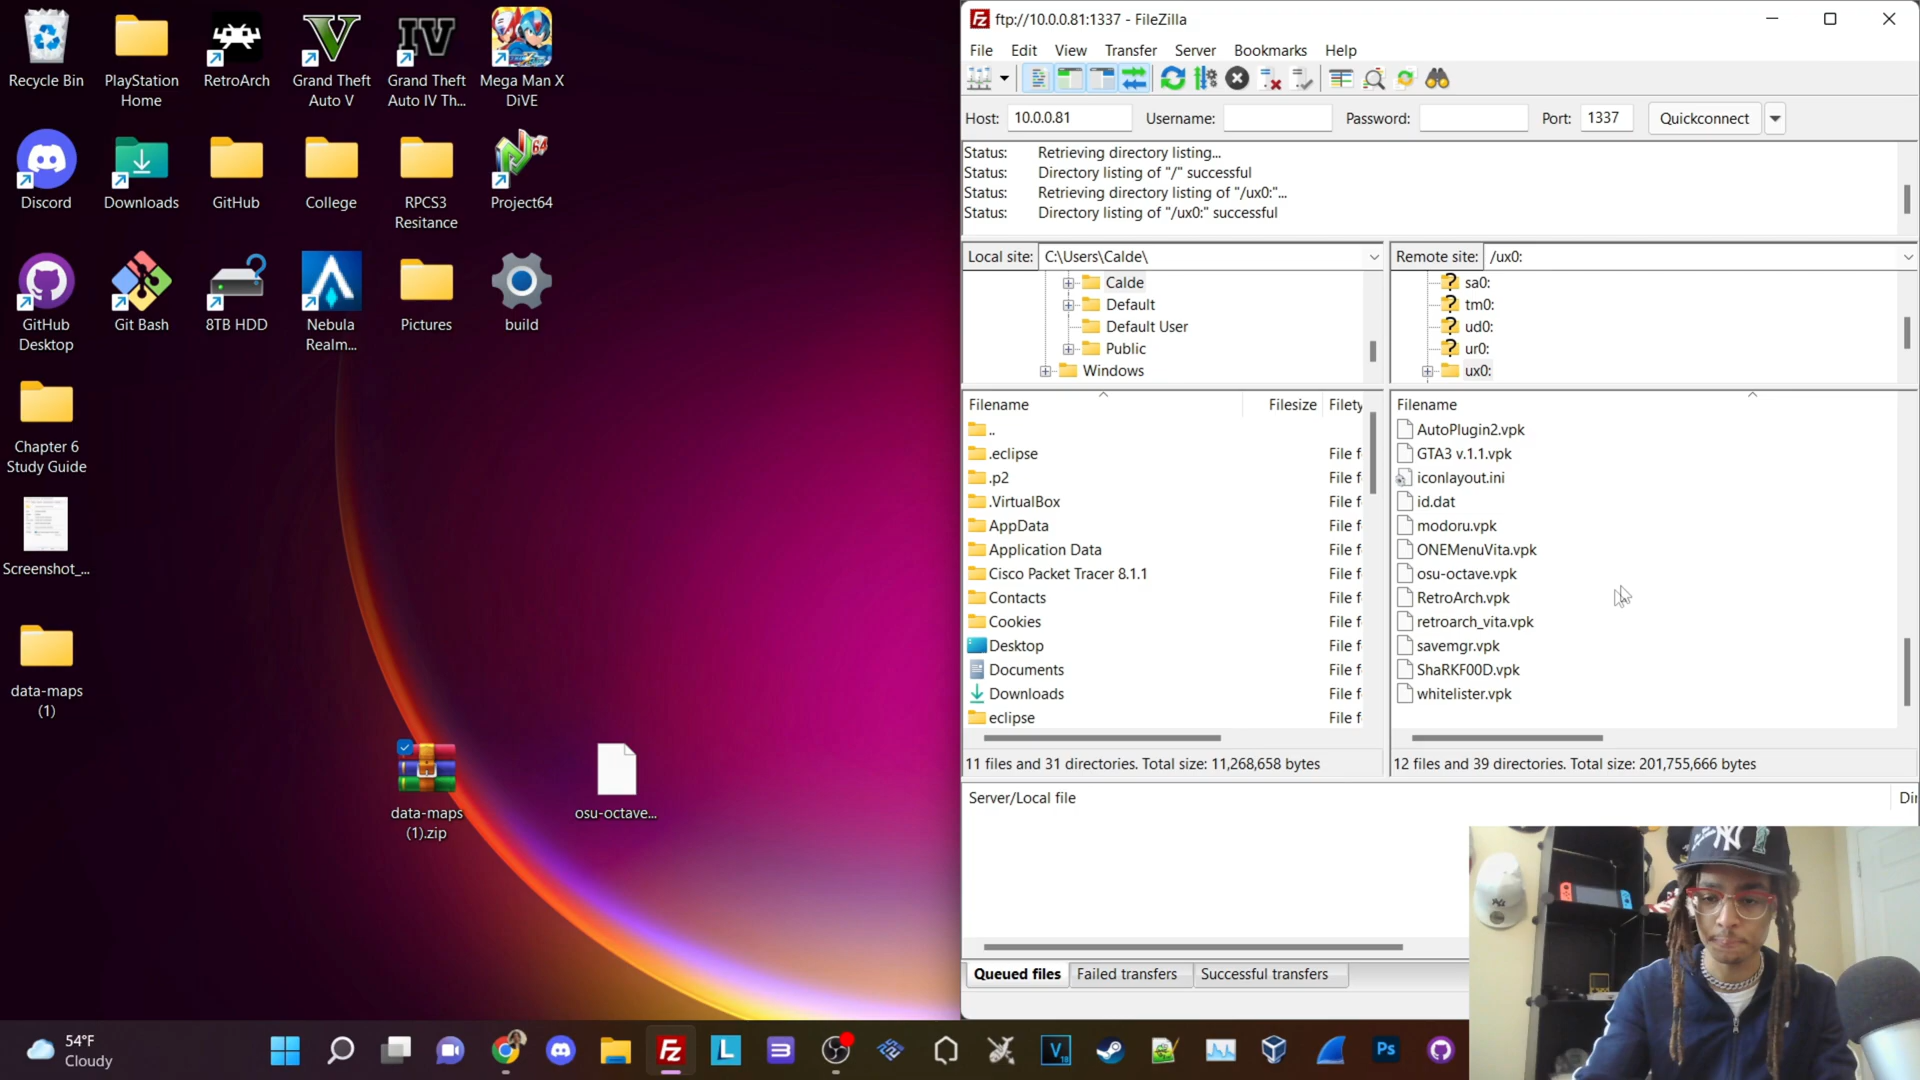 Recycle Bin
PlayStation
Home
RetroArch
Grand Theft
Auto V
IV
Grand Theft
Auto IV Th...
Mega Man X
DiVE
Discord
Downloads
GitHub
College
RPCS3
Resitance
64
Project64
GitHub
Desktop
Git Bash
8TB HDD
Nebula
Realm...
Pictures
build
Chapter 6
Study Guide
Screenshot_...
data-maps
(1)
data-maps
(1).zip
osu-octave...
ftp://10.0.0.81:1337 - FileZilla
File Edit View Transfer Server Bookmarks Help
Host: 10.0.0.81 Username: Password: Port: 1337 Quickconnect
Status: Retrieving directory listing...
Status: Directory listing of "/" successful
Status: Retrieving directory listing of "/ux0:"...
Status: Directory listing of "/ux0:" successful
Local site: C:\Users\Calde\
Calde
Default
Default User
Public
Windows
Remote site: /ux0:
sa0:
tm0:
ud0:
ur0:
ux0:
Filename Filesize Filety
..
.eclipse File f
.p2 File f
.VirtualBox File f
AppData File f
Application Data File f
Cisco Packet Tracer 8.1.1 File f
Contacts File f
Cookies File f
Desktop File f
Documents File f
Downloads File f
eclipse File f
11 files and 31 directories. Total size: 11,268,658 bytes
Filename
AutoPlugin2.vpk
GTA3 v.1.1.vpk
iconlayout.ini
id.dat
modoru.vpk
ONEMenuVita.vpk
osu-octave.vpk
RetroArch.vpk
retroarch_vita.vpk
savemgr.vpk
ShaRKF00D.vpk
whitelister.vpk
12 files and 39 directories. Total size: 201,755,666 bytes
Server/Local file Dir
Queued files Failed transfers Successful transfers
54°F
Cloudy
Fz
L
V
Ps